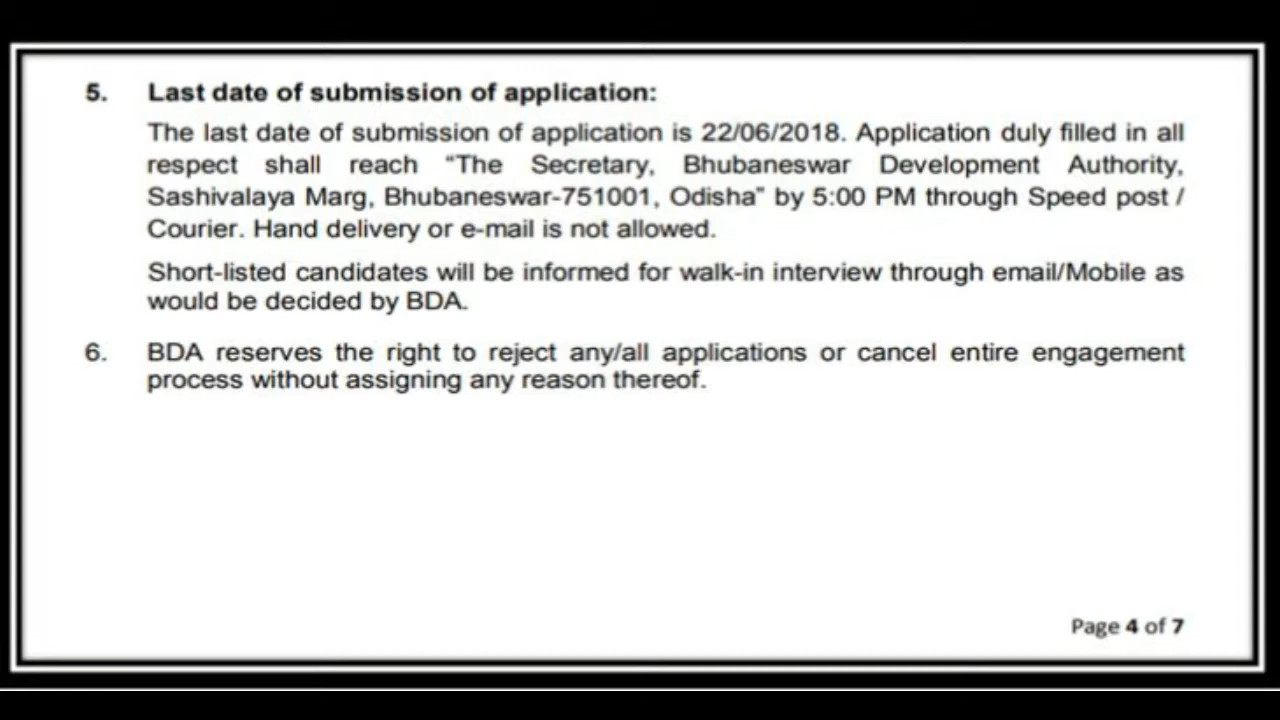 5. Last date of submission of application:
The last date of submission of application is 22/06/2018. Application duly filled in all
respect shall reach “The Secretary, Bhubaneswar Development Authority,
Sashivalaya Marg, Bhubaneswar-751001, Odisha” by 5:00 PM through Speed post /
Courier. Hand delivery or e-mail is not allowed.
Short-listed candidates will be informed for walk-in interview through email/Mobile as
would be decided by BDA.
6. BDA reserves the right to reject any/all applications or cancel entire engagement
process without assigning any reason thereof.
Page 4 of 7